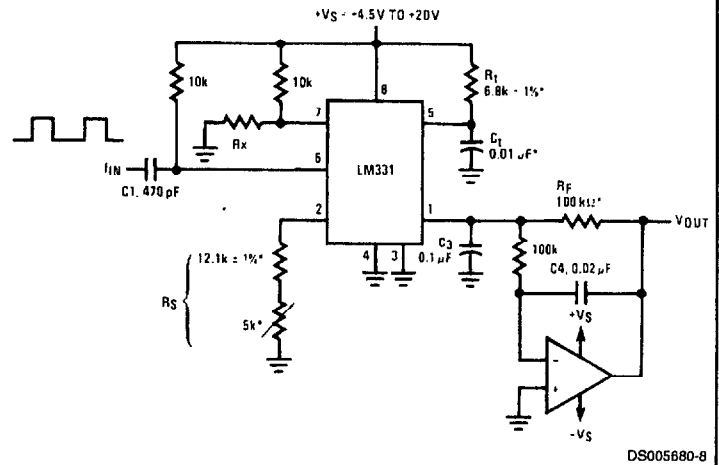 +VS - +4.5V TO +20V
10k
10k
Rt
6.8k - 1%*
8
7
5
Rx
Ct
0.01 µF*
fIN
C1, 470 pF
6
LM331
RF
100 kΩ*
VOUT
2
1
12.1k ± 1%*
RS
5k*
4
3
C3
0.1 µF
100k
C4, 0.02 µF
+VS
-
+
-VS
DS005680-8